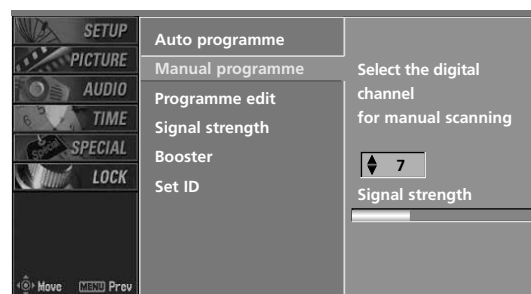 SETUP
PICTURE
AUDIO
TIME
SPECIAL
LOCK
Move MENU Prev
Auto programme
Manual programme
Programme edit
Signal strength
Booster
Set ID
Select the digital
channel
for manual scanning
7
Signal strength